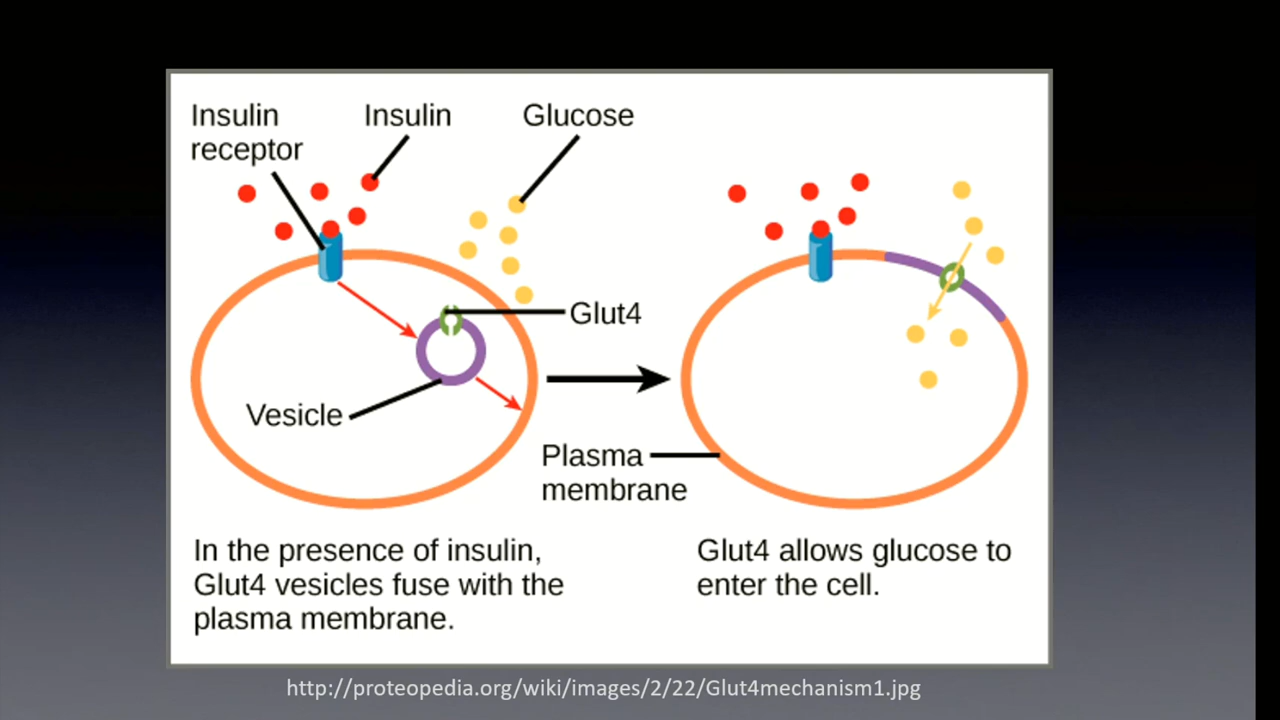 Insulin
receptor
Insulin
Glucose
Glut4
Vesicle
Plasma
membrane
In the presence of insulin,
Glut4 vesicles fuse with the
plasma membrane.
Glut4 allows glucose to
enter the cell.
http://proteopedia.org/wiki/images/2/22/Glut4mechanism1.jpg